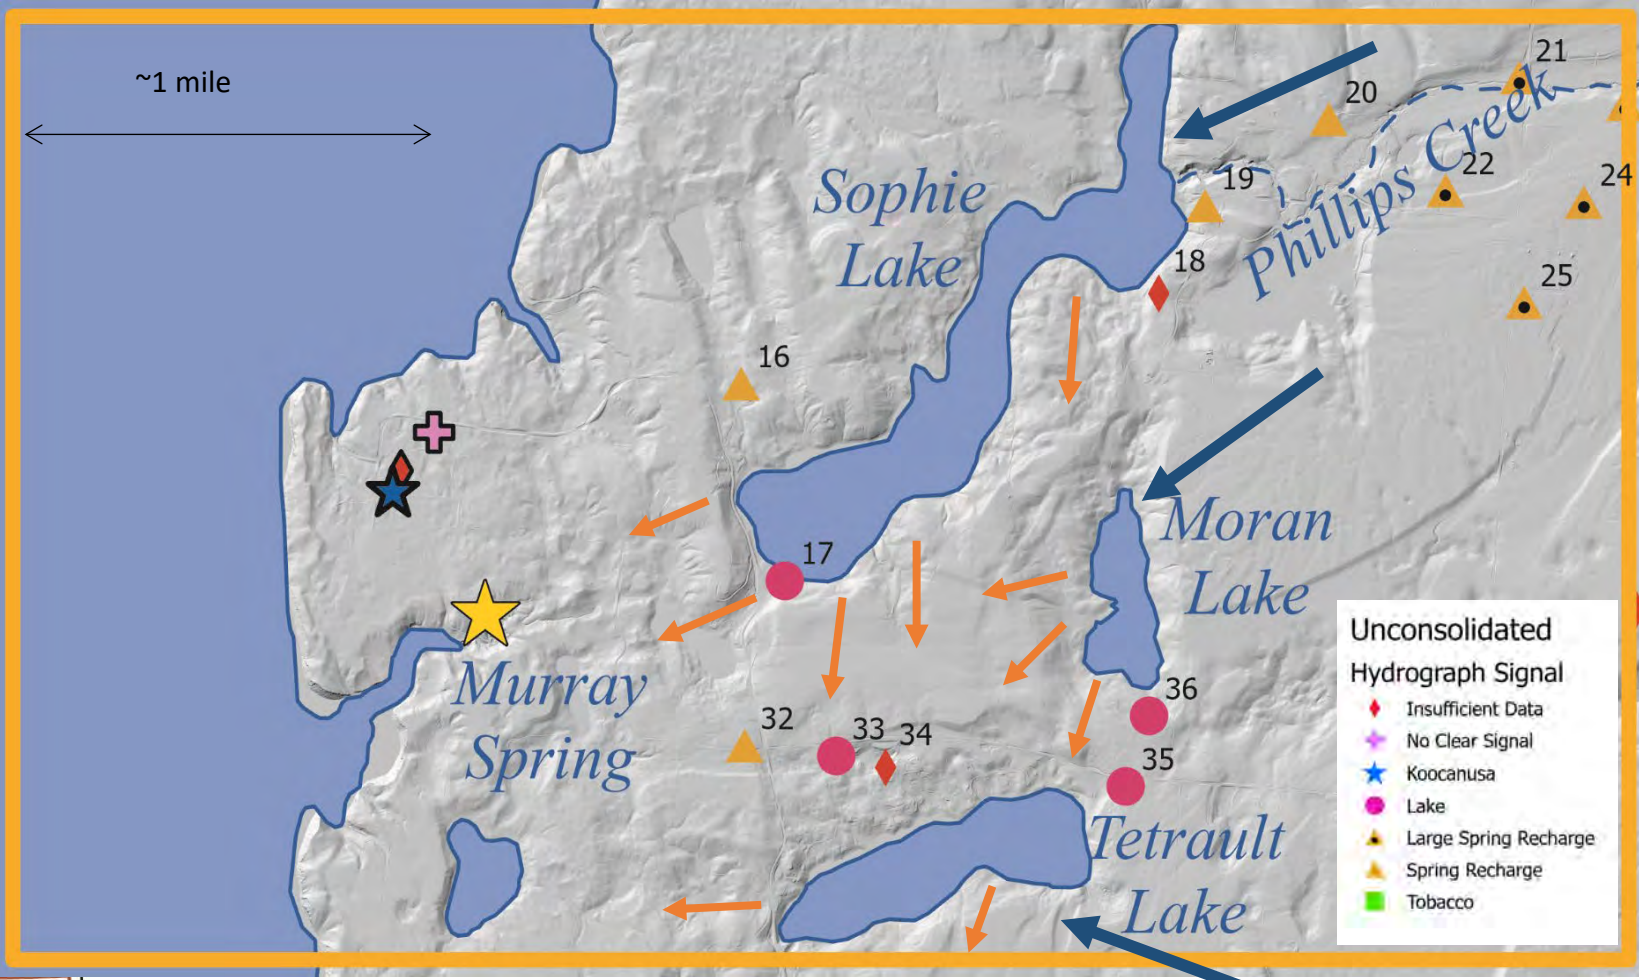 ~1 mile
21
20
Phillips Creek
22
24
19
Sophie
Lake
18
25
16
17
Moran
Lake
Murray
Spring
36
32
33
34
35
Tetrault
Lake
Unconsolidated
Hydrograph Signal
Insufficient Data
No Clear Signal
Koocanusa
Lake
Large Spring Recharge
Spring Recharge
Tobacco